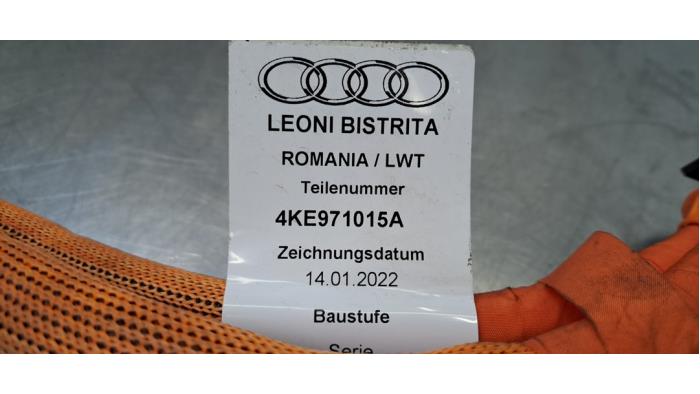 LEONI BISTRITA
ROMANIA / LWT
Teilenummer
4KE971015A
Zeichnungsdatum
14.01.2022
Baustufe
Serie